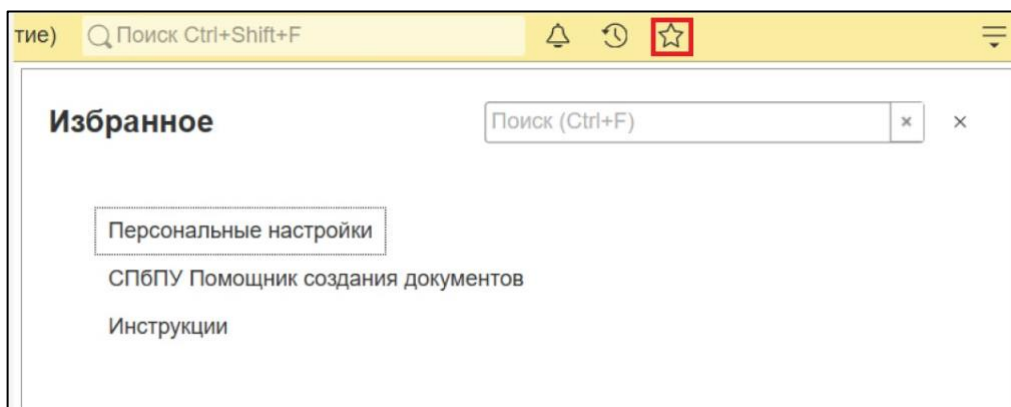 тие) Поиск Ctrl+Shift+F
Избранное Поиск (Ctrl+F) × ×
Персональные настройки
СПбПУ Помощник создания документов
Инструкции